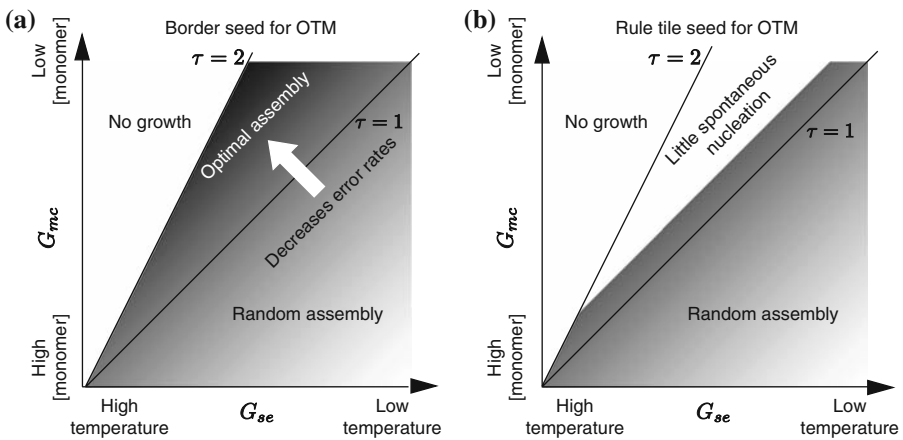 (a)
Border seed for OTM
τ = 2
Low
[monomer]
No growth
Optimal assembly
τ = 1
Decreases error rates
Random assembly
G_mc
High
[monomer]
High
temperature
G_se
Low
temperature
(b)
Rule tile seed for OTM
τ = 2
Low
[monomer]
No growth
Little spontaneous
nucleation
τ = 1
Random assembly
G_mc
High
[monomer]
High
temperature
G_se
Low
temperature